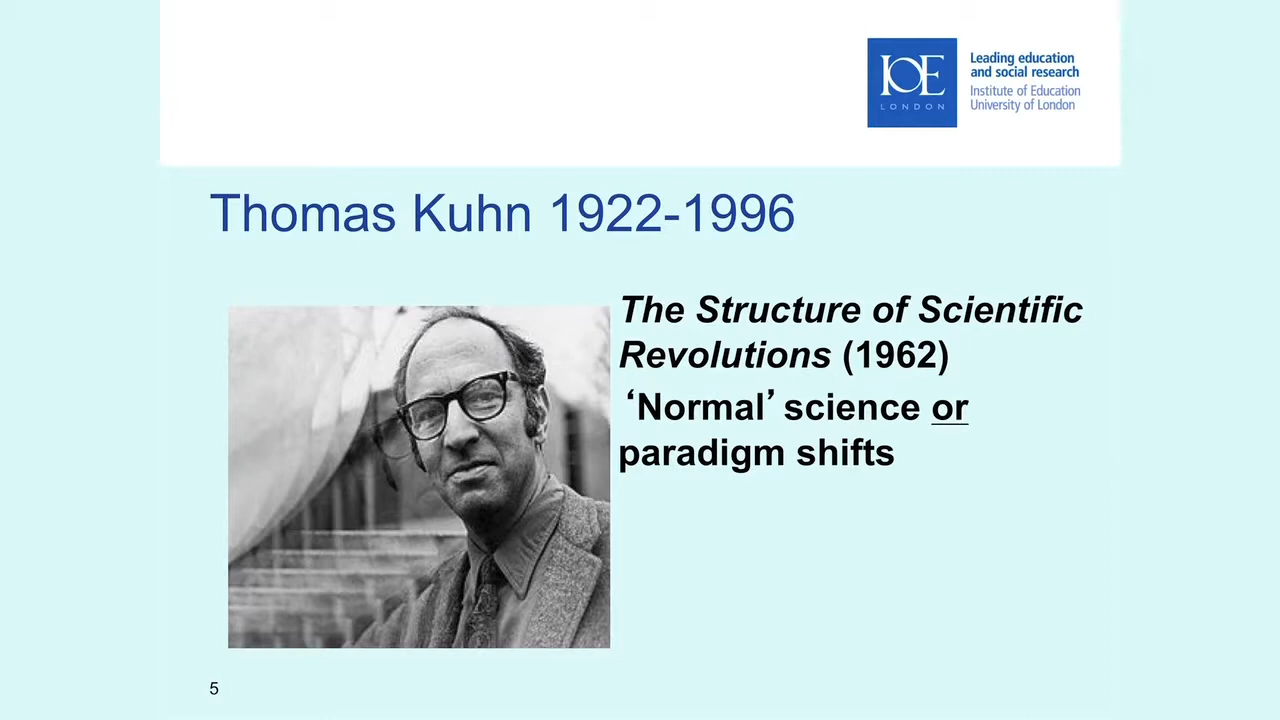 IOE
LONDON
Leading education
and social research
Institute of Education
University of London
Thomas Kuhn 1922-1996
The Structure of Scientific
Revolutions (1962)
‘Normal’ science or
paradigm shifts
5